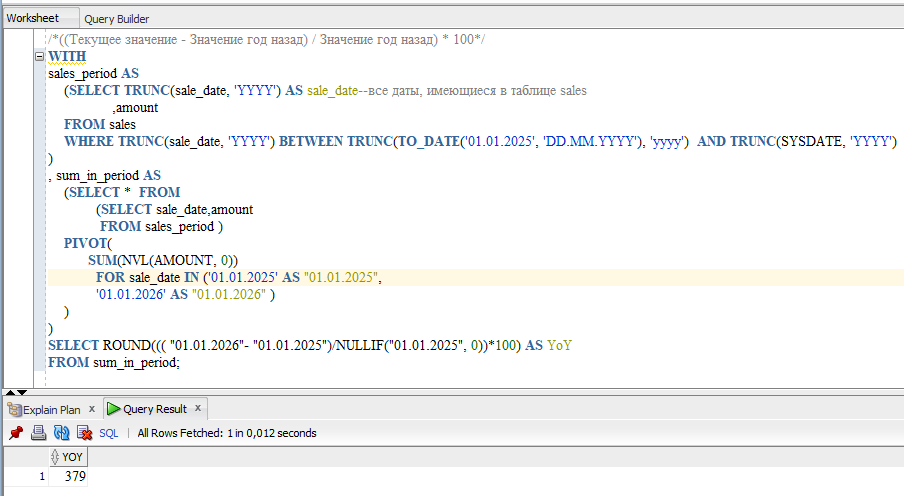 Worksheet Query Builder
/*((Текущее значение - Значение год назад) / Значение год назад) * 100*/
WITH
sales_period AS
(SELECT TRUNC(sale_date, 'YYYY') AS sale_date--все даты, имеющиеся в таблице sales
,amount
FROM sales
WHERE TRUNC(sale_date, 'YYYY') BETWEEN TRUNC(TO_DATE('01.01.2025', 'DD.MM.YYYY'), 'yyyy') AND TRUNC(SYSDATE, 'YYYY')
)
, sum_in_period AS
(SELECT * FROM
(SELECT sale_date,amount
FROM sales_period )
PIVOT(
SUM(NVL(AMOUNT, 0))
FOR sale_date IN ('01.01.2025' AS "01.01.2025",
'01.01.2026' AS "01.01.2026" )
)
)
SELECT ROUND((( "01.01.2026"- "01.01.2025")/NULLIF("01.01.2025", 0))*100) AS YoY
FROM sum_in_period;
Explain Plan x Query Result x
SQL | All Rows Fetched: 1 in 0,012 seconds
YOY
1 379